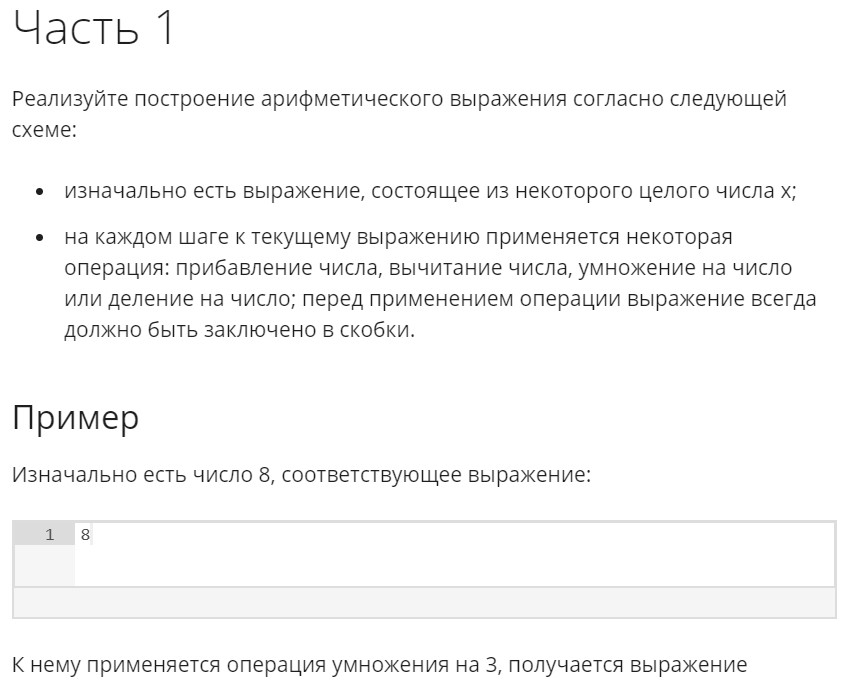 Часть 1
Реализуйте построение арифметического выражения согласно следующей
схеме:
• изначально есть выражение, состоящее из некоторого целого числа x;
• на каждом шаге к текущему выражению применяется некоторая
операция: прибавление числа, вычитание числа, умножение на число
или деление на число; перед применением операции выражение всегда
должно быть заключено в скобки.
Пример
Изначально есть число 8, соответствующее выражение:
1 8
К нему применяется операция умножения на 3, получается выражение